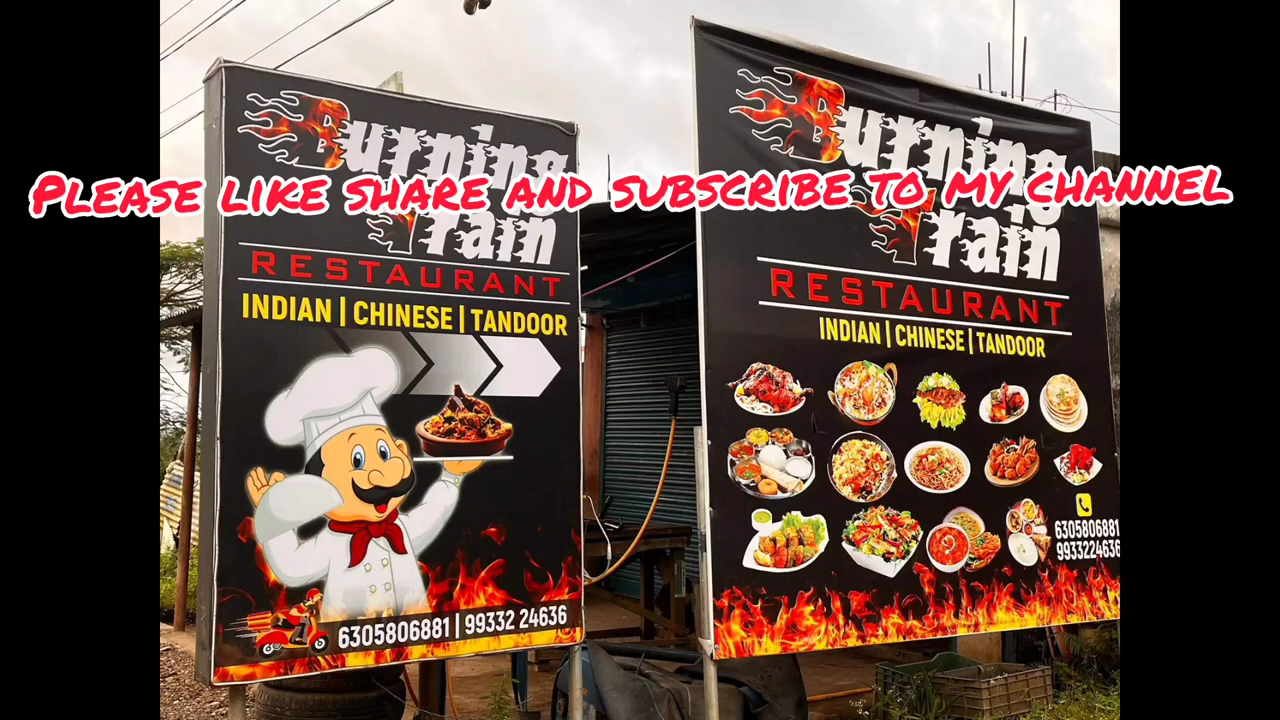 Please like share and subscribe to my channel
Burning
Train
RESTAURANT
INDIAN | CHINESE | TANDOOR
6305806881 | 99332 24636
Burning
Train
RESTAURANT
INDIAN | CHINESE | TANDOOR
6305806881
9933224636